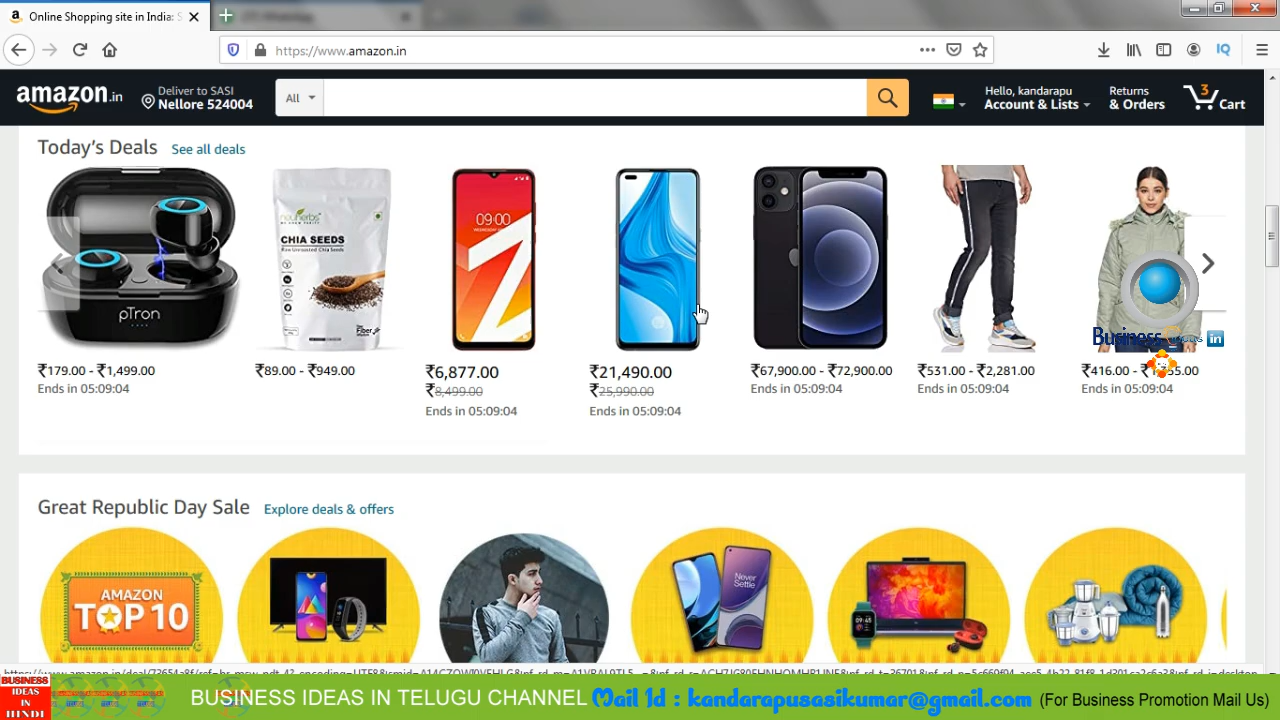 Online Shopping site in India: S
https://www.amazon.in
amazon.in
Deliver to SASI
Nellore 524004
All
Hello, kandarapu
Account & Lists
Returns
& Orders
3
Cart
Today's Deals See all deals
CHIA SEEDS
pTron
09:00
₹179.00 - ₹1,499.00
Ends in 05:09:04
₹89.00 - ₹949.00
₹6,877.00
₹8,499.00
Ends in 05:09:04
₹21,490.00
₹25,990.00
Ends in 05:09:04
₹67,900.00 - ₹72,900.00
Ends in 05:09:04
₹531.00 - ₹2,281.00
Ends in 05:09:04
Business
in
Ends in 05:09:04
Great Republic Day Sale Explore deals & offers
AMAZON
TOP 10
Never
Settle
BUSINESS
IDEAS
IN
HINDI
BUSINESS IDEAS IN TELUGU CHANNEL Mail Id : kandarapusasikumar@gmail.com (For Business Promotion Mail Us)